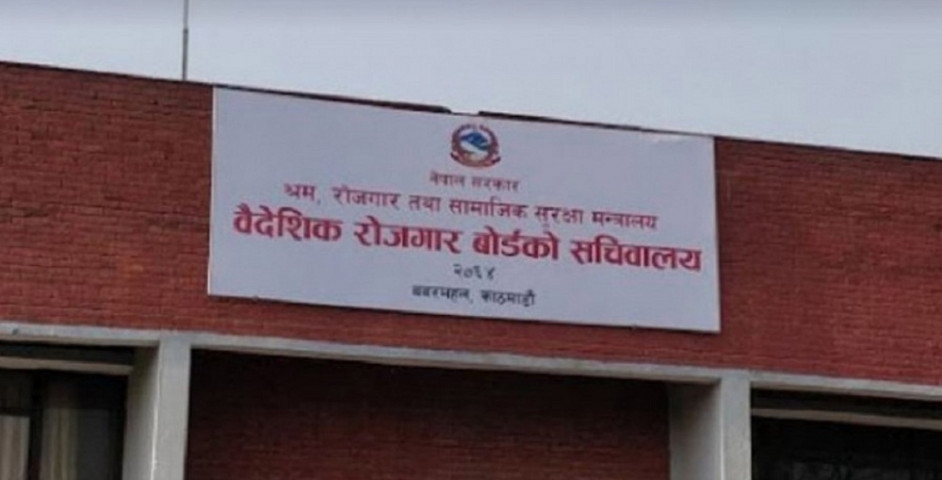 नेपाल सरकार
श्रम, रोजगार तथा सामाजिक सुरक्षा मन्त्रालय
वैदेशिक रोजगार बोर्डको सचिवालय
२०६४
बबरमहल, काठमाडौं